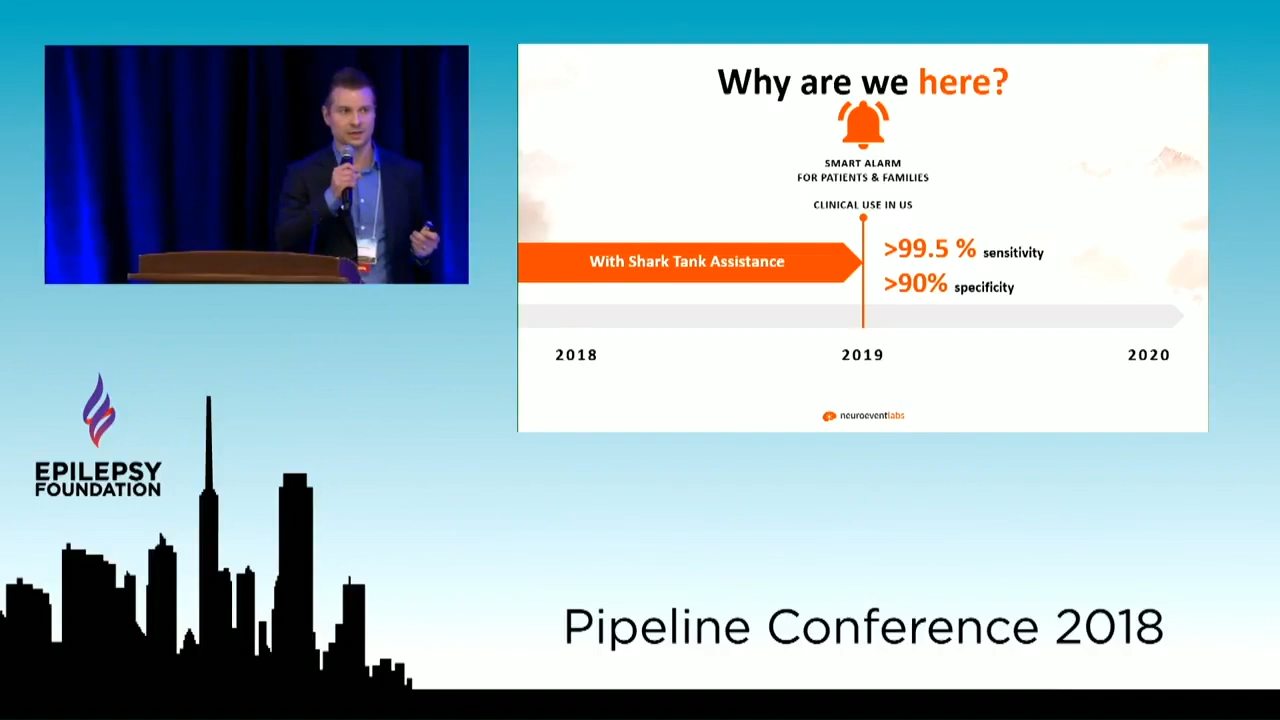 Why are we here?
SMART ALARM
FOR PATIENTS & FAMILIES
CLINICAL USE IN US
With Shark Tank Assistance
>99.5 % sensitivity
>90% specificity
2018 2019 2020
neuroeventlabs
EPILEPSY
FOUNDATION
Pipeline Conference 2018